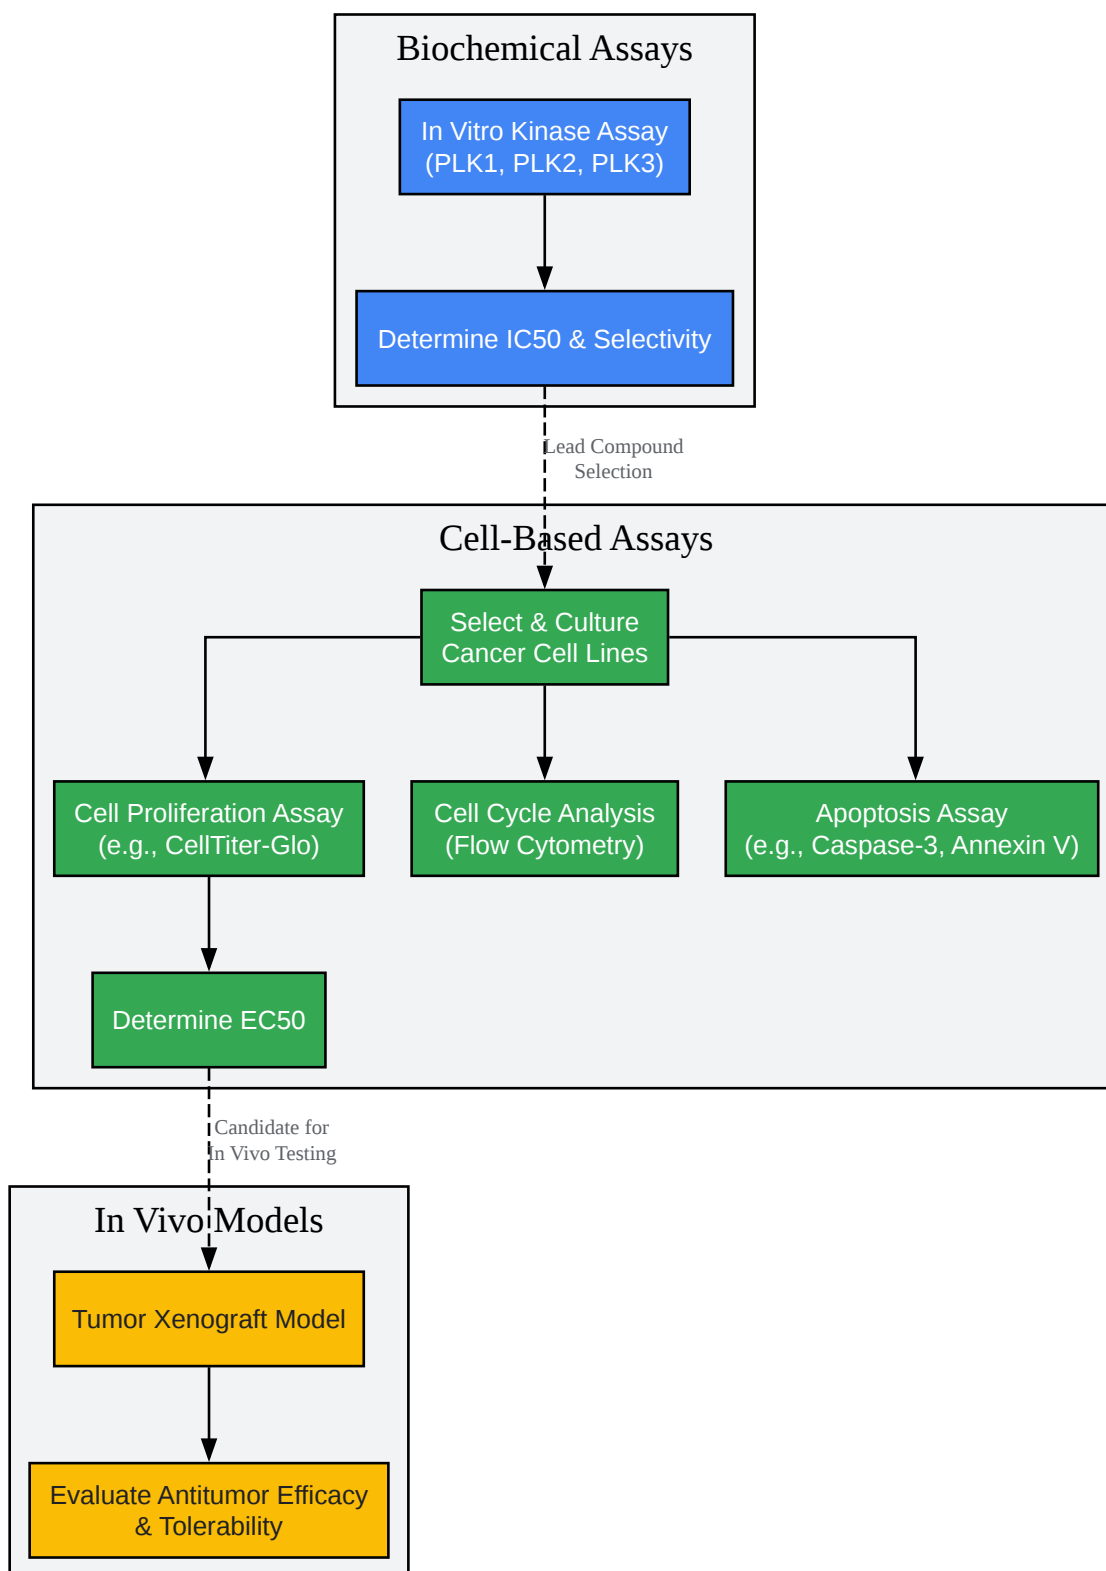 Biochemical Assays
In Vitro Kinase Assay
(PLK1, PLK2, PLK3)
Determine IC50 & Selectivity
Lead Compound
Selection
Cell-Based Assays
Select & Culture
Cancer Cell Lines
Cell Proliferation Assay
(e.g., CellTiter-Glo)
Cell Cycle Analysis
(Flow Cytometry)
Apoptosis Assay
(e.g., Caspase-3, Annexin V)
Determine EC50
Candidate for
In Vivo Testing
In Vivo Models
Tumor Xenograft Model
Evaluate Antitumor Efficacy
& Tolerability